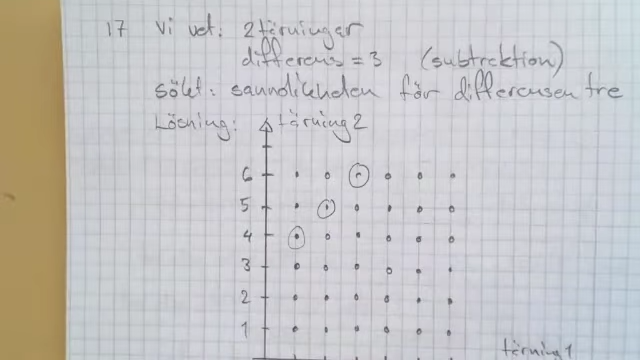 17 Vi vet: 2 tärningar
differens = 3 (subtraktion)
sökt: sannolikheten för differensen tre
Lösning: tärning 2
6
5
4
3
2
1
tärning 1